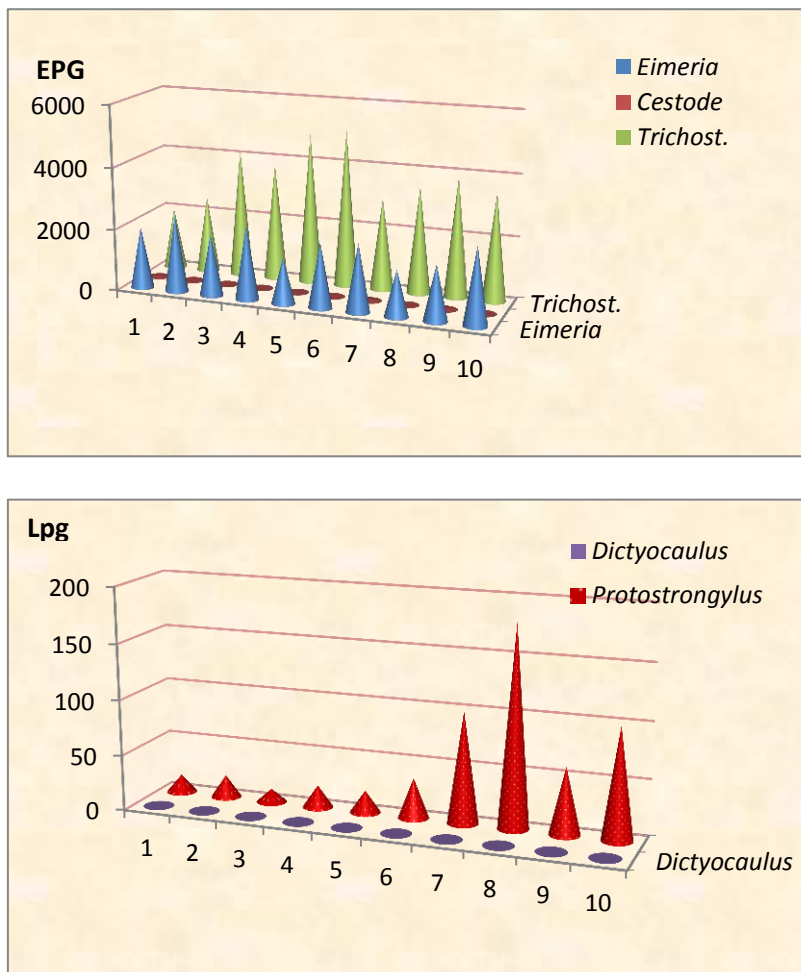 EPG
6000
4000
2000
0
1 2 3 4 5 6 7 8 9 10
Trichost.
Eimeria
Eimeria
Cestode
Trichost.
Lpg
200
150
100
50
0
1 2 3 4 5 6 7 8 9 10
Dictyocaulus
Dictyocaulus
Protostrongylus